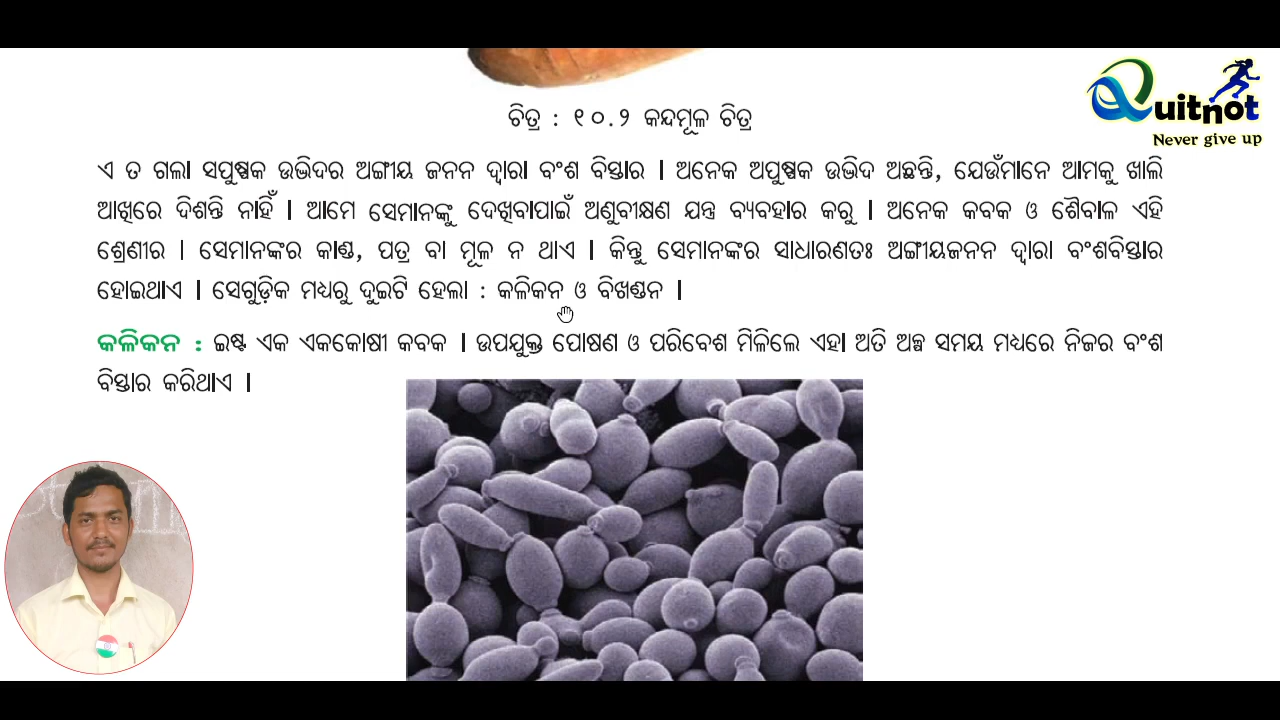 ଚିତ୍ର : ୧୦.୨ କନ୍ଦମୂଳ ଚିତ୍ର
Quitnot
Never give up
ଏ ତ ଗଲା ସପୁଷ୍ପକ ଉଦ୍ଭିଦର ଅଙ୍ଗୀୟ ଜନନ ଦ୍ୱାରା ବଂଶ ବିସ୍ତାର । ଅନେକ ଅପୁଷ୍ପକ ଉଦ୍ଭିଦ ଅଛନ୍ତି, ଯେଉଁମାନେ ଆମକୁ ଖାଲି
ଆଖିରେ ଦିଶନ୍ତି ନାହିଁ । ଆମେ ସେମାନଙ୍କୁ ଦେଖିବାପାଇଁ ଅଣୁବୀକ୍ଷଣ ଯନ୍ତ୍ର ବ୍ୟବହାର କରୁ । ଅନେକ କବକ ଓ ଶୈବାଳ ଏହି
ଶ୍ରେଣୀର । ସେମାନଙ୍କର କାଣ୍ଡ, ପତ୍ର ବା ମୂଳ ନ ଥାଏ । କିନ୍ତୁ ସେମାନଙ୍କର ସାଧାରଣତଃ ଅଙ୍ଗୀୟଜନନ ଦ୍ୱାରା ବଂଶବିସ୍ତାର
ହୋଇଥାଏ । ସେଗୁଡ଼ିକ ମଧ୍ୟରୁ ଦୁଇଟି ହେଲା : କଳିକନ ଓ ବିଖଣ୍ଡନ ।
କଳିକନ : ଇଷ୍ଟ ଏକ ଏକକୋଷୀ କବକ । ଉପଯୁକ୍ତ ପୋଷଣ ଓ ପରିବେଶ ମିଳିଲେ ଏହା ଅତି ଅଳ୍ପ ସମୟ ମଧ୍ୟରେ ନିଜର ବଂଶ
ବିସ୍ତାର କରିଥାଏ ।